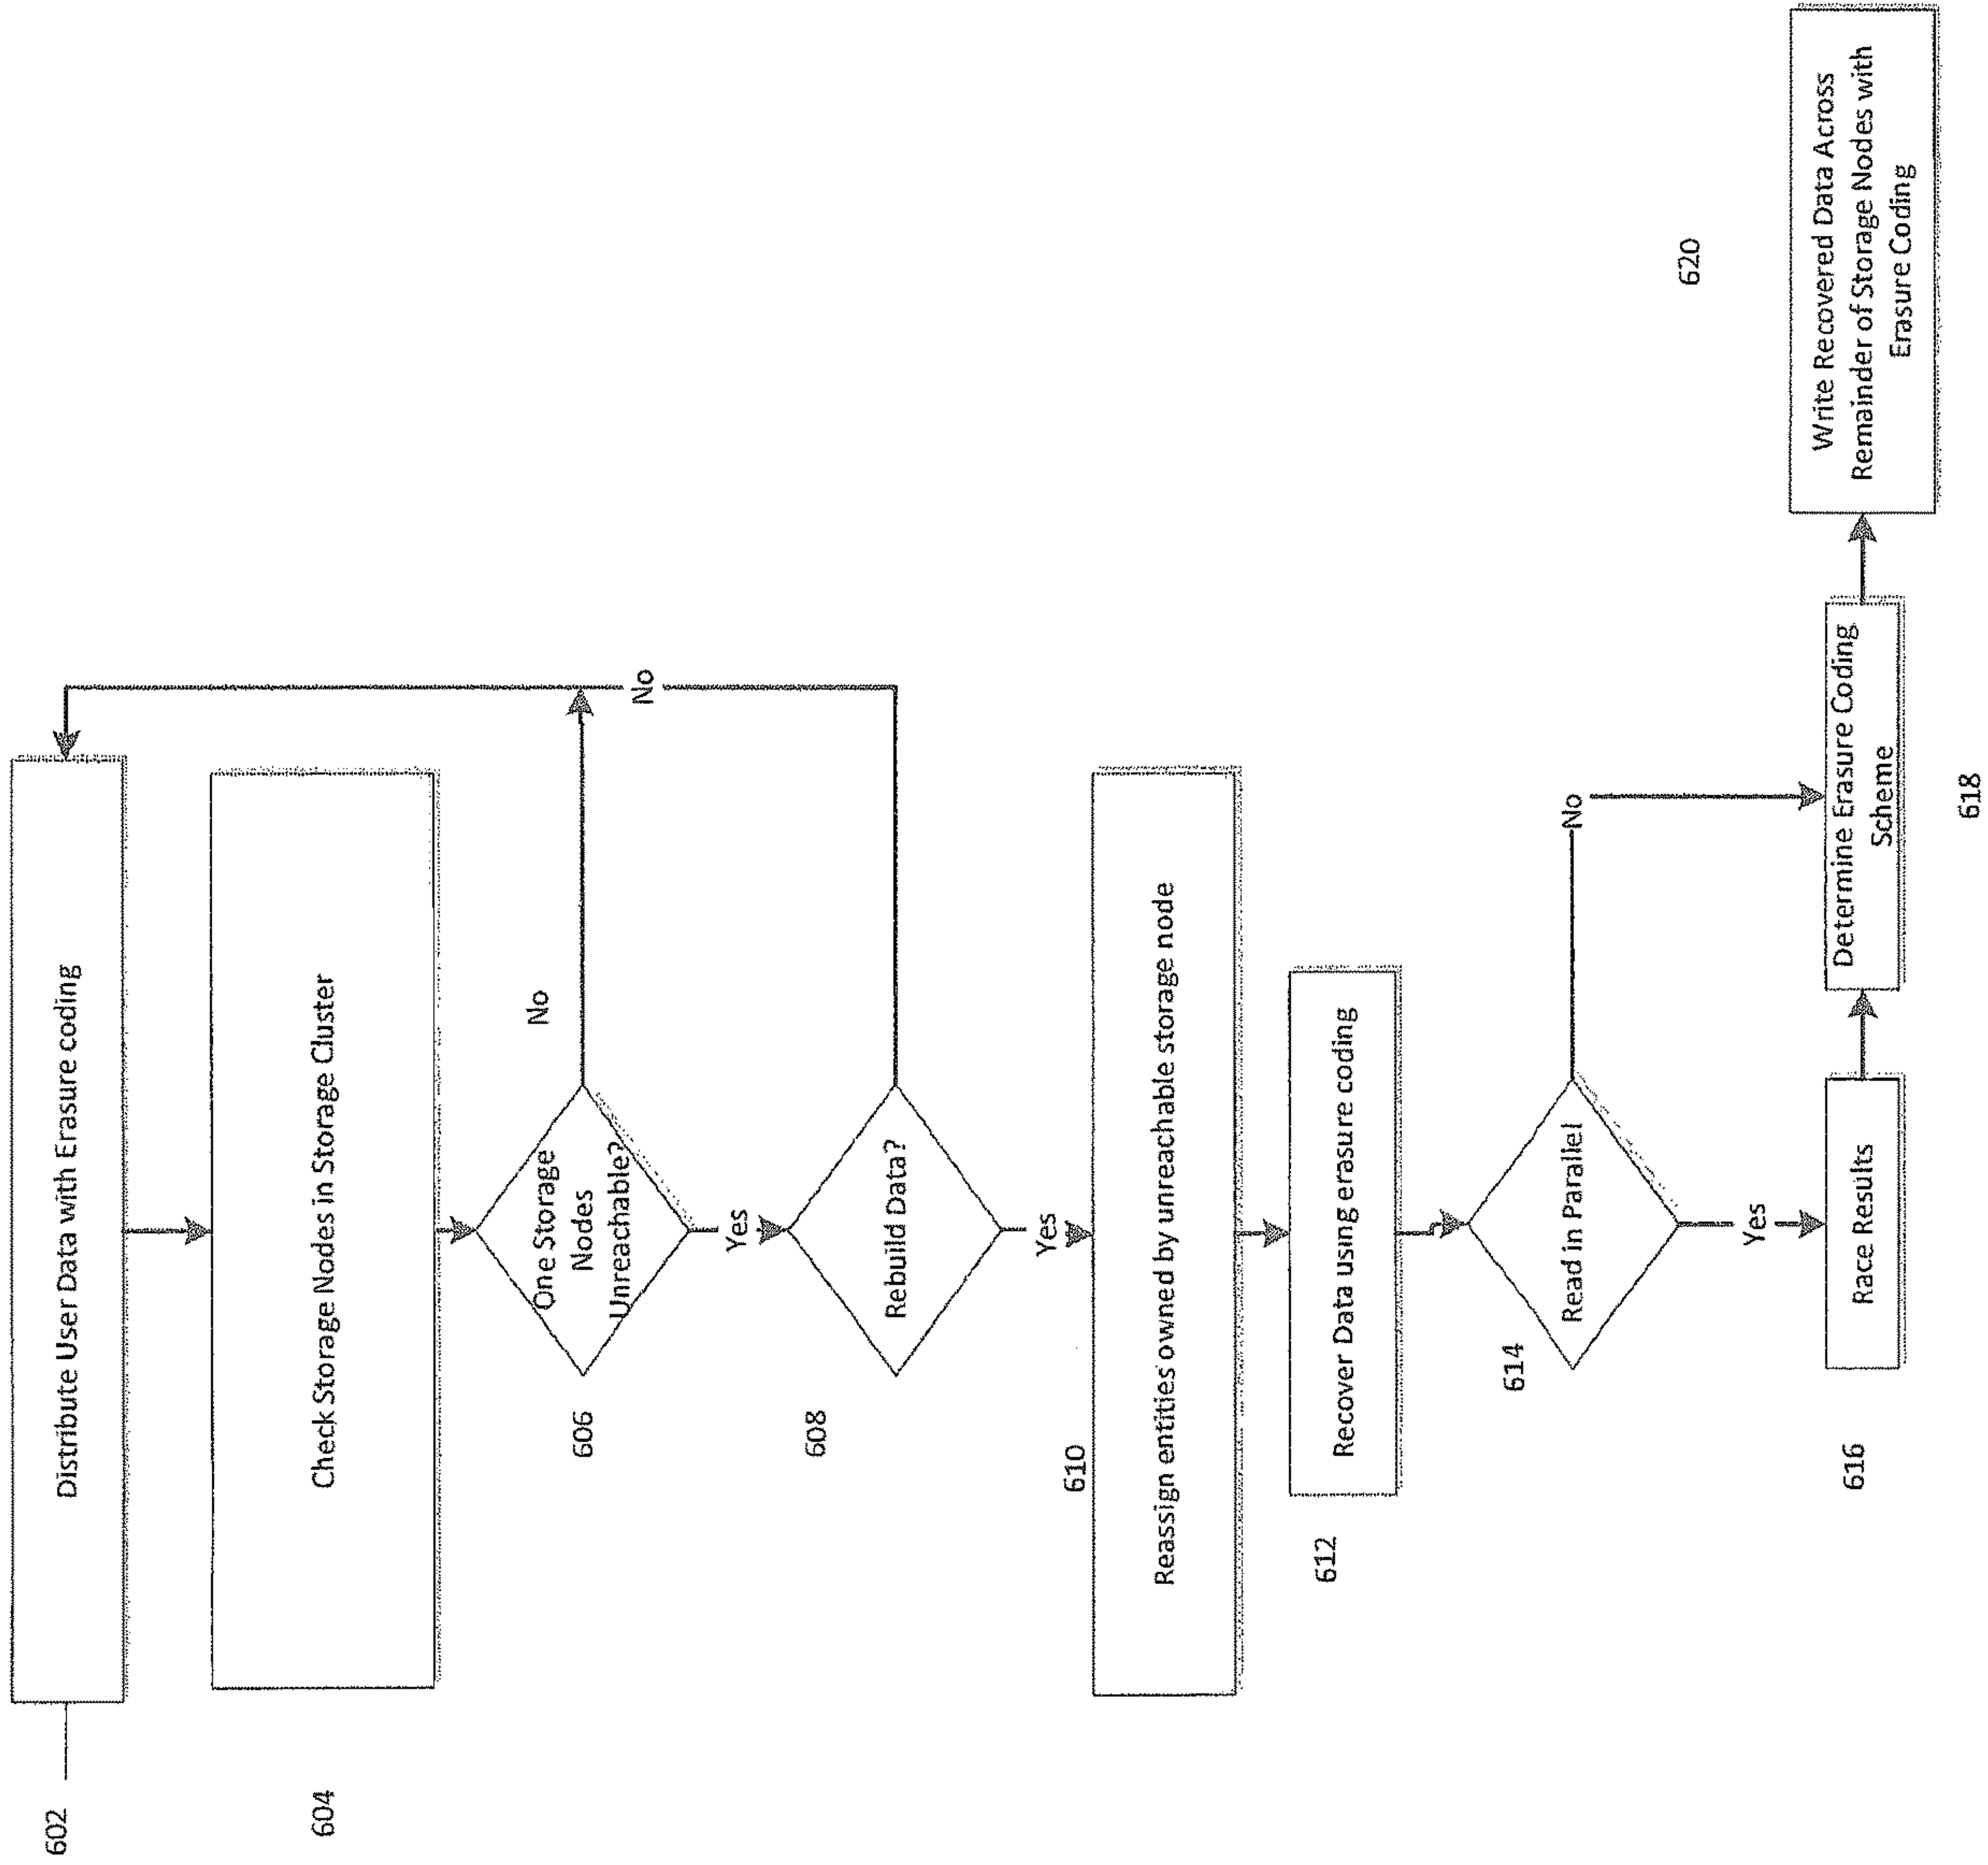 602
Distribute User Data with Erasure coding
604
Check Storage Nodes in Storage Cluster
606
One Storage
Nodes
Unreachable?
No
Yes
608
Rebuild Data?
No
Yes
610
Reassign entities owned by unreachable storage node
612
Recover Data using erasure coding
614
Read in Parallel
No
Yes
616
Race Results
Determine Erasure Coding
Scheme
618
620
Write Recovered Data Across
Remainder of Storage Nodes with
Erasure Coding